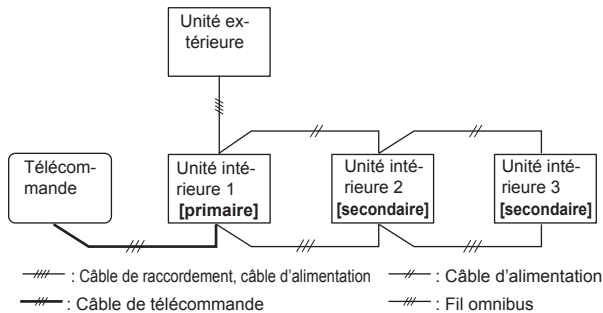 Unité ex-
térieure
Télécom-
mande
Unité inté-
rieure 1
[primaire]
Unité inté-
rieure 2
[secondaire]
Unité inté-
rieure 3
[secondaire]
: Câble de raccordement, câble d'alimentation
: Câble d'alimentation
: Câble de télécommande
: Fil omnibus